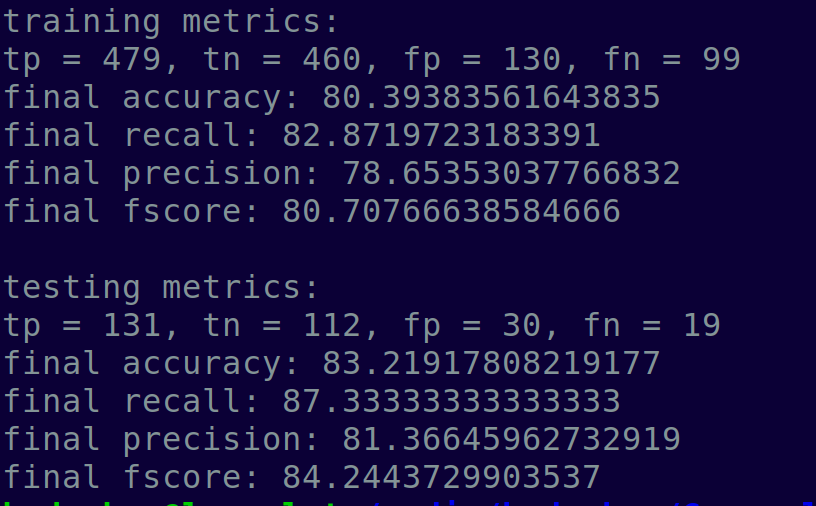 training metrics:
tp = 479, tn = 460, fp = 130, fn = 99
final accuracy: 80.39383561643835
final recall: 82.8719723183391
final precision: 78.65353037766832
final fscore: 80.70766638584666
testing metrics:
tp = 131, tn = 112, fp = 30, fn = 19
final accuracy: 83.21917808219177
final recall: 87.33333333333333
final precision: 81.36645962732919
final fscore: 84.2443729903537